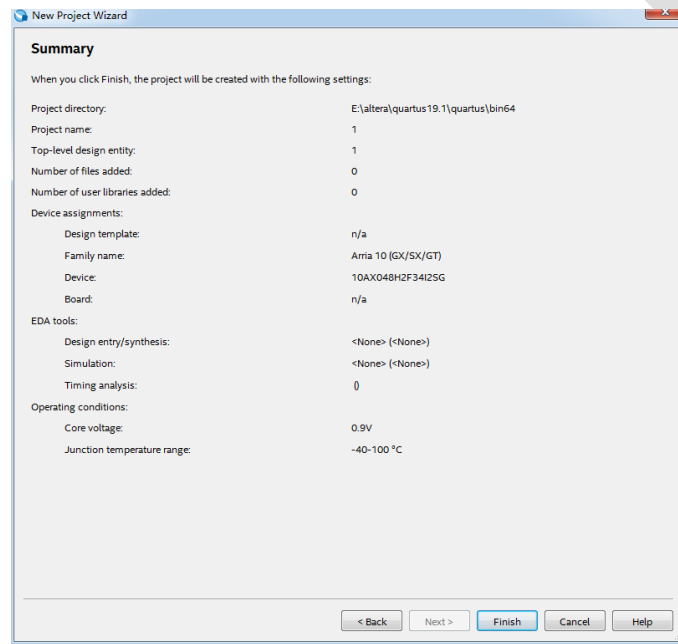 New Project Wizard
Summary
When you click Finish, the project will be created with the following settings:
Project directory: E:\altera\quartus19.1\quartus\bin64
Project name: 1
Top-level design entity: 1
Number of files added: 0
Number of user libraries added: 0
Device assignments:
Design template: n/a
Family name: Arria 10 (GX/SX/GT)
Device: 10AX048H2F34I2SG
Board: n/a
EDA tools:
Design entry/synthesis: <None> (<None>)
Simulation: <None> (<None>)
Timing analysis: ()
Operating conditions:
Core voltage: 0.9V
Junction temperature range: -40-100 °C
< Back Next > Finish Cancel Help